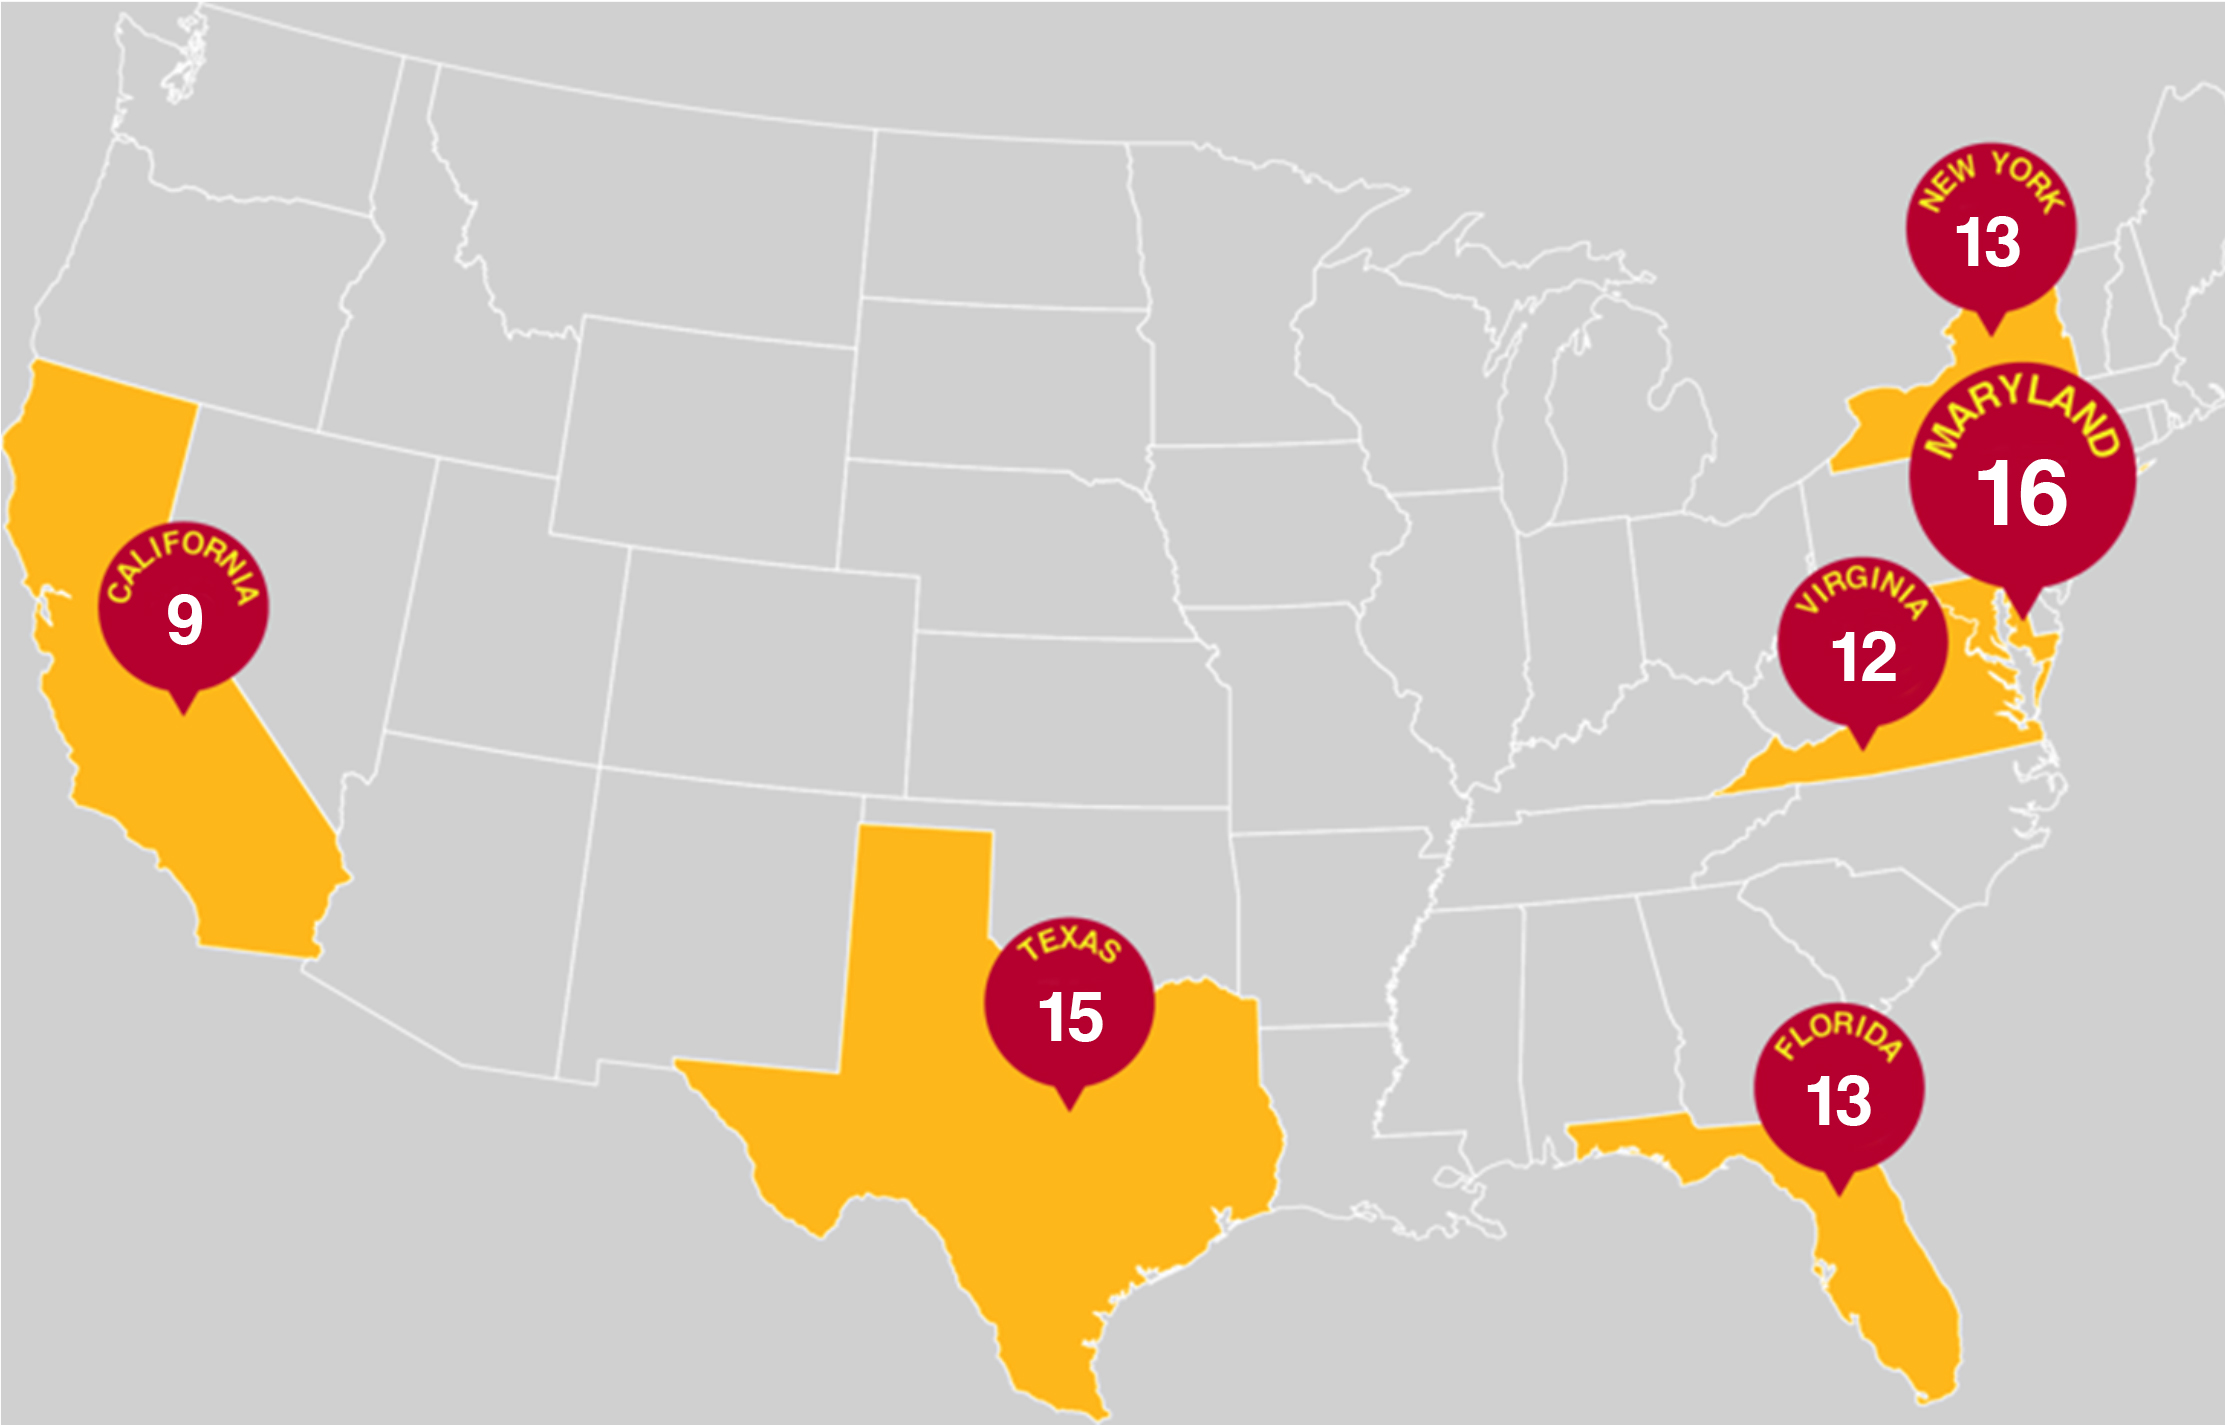 NEW YORK
13
MARYLAND
16
CALIFORNIA
9
VIRGINIA
12
TEXAS
15
FLORIDA
13